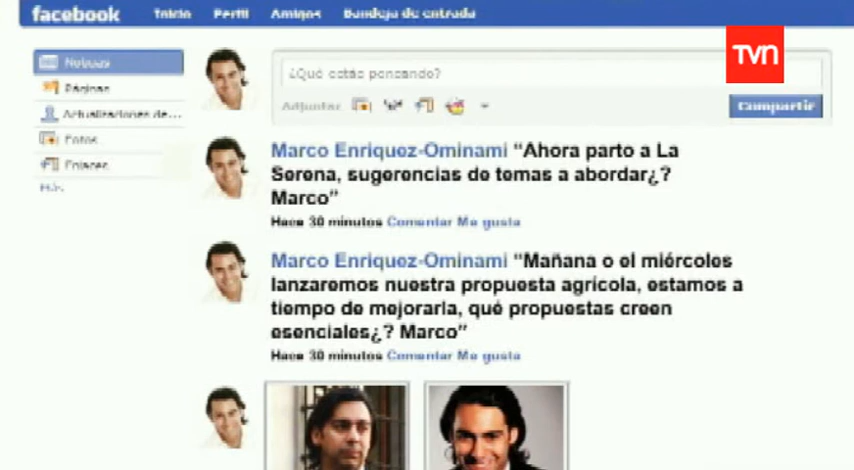 facebook Inicio Perfil Amigos Bandeja de entrada
TVN
Noticias
¿Qué estás pensando?
Páginas
Adjuntar
Compartir
Actualizaciones de...
Fotos
Enlaces
Más
Marco Enriquez-Ominami “Ahora parto a La
Serena, sugerencias de temas a abordar¿?
Marco”
Hace 30 minutos Comentar Me gusta
Marco Enriquez-Ominami “Mañana o el miércoles
lanzaremos nuestra propuesta agrícola, estamos a
tiempo de mejorarla, qué propuestas creen
esenciales¿? Marco”
Hace 30 minutos Comentar Me gusta